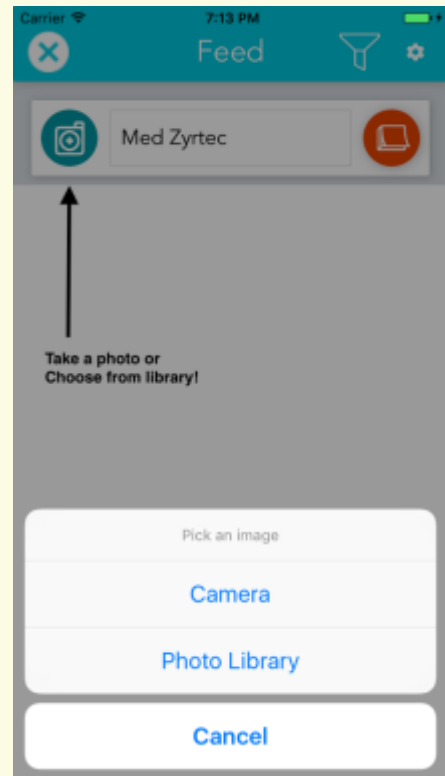 Carrier 7:13 PM
Feed
Med Zyrtec
Take a photo or
Choose from library!
Pick an image
Camera
Photo Library
Cancel